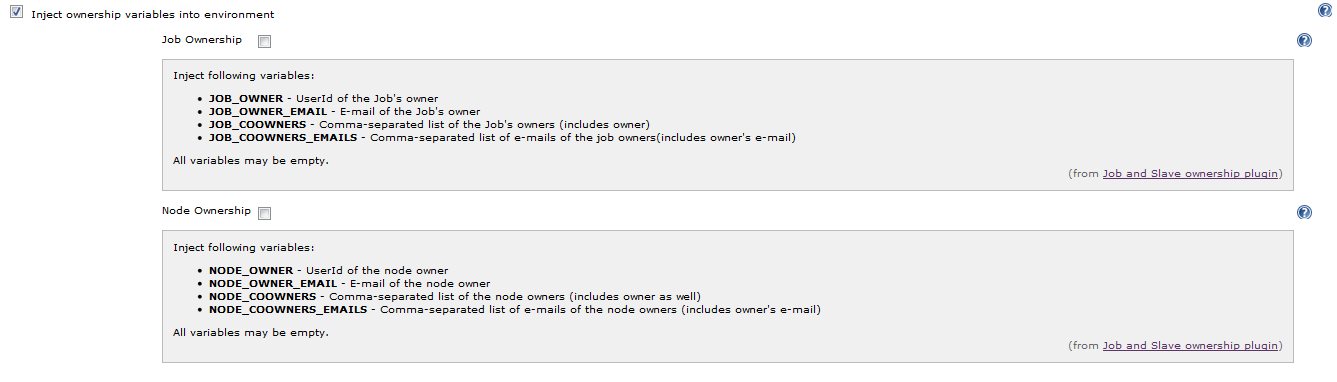 Inject ownership variables into environment
Job Ownership
Inject following variables:
• JOB_OWNER - UserId of the Job's owner
• JOB_OWNER_EMAIL - E-mail of the Job's owner
• JOB_COOWNERS - Comma-separated list of the Job's owners (includes owner)
• JOB_COOWNERS_EMAILS - Comma-separated list of e-mails of the job owners(includes owner's e-mail)
All variables may be empty.
(from Job and Slave ownership plugin)
Node Ownership
Inject following variables:
• NODE_OWNER - UserId of the node owner
• NODE_OWNER_EMAIL - E-mail of the node owner
• NODE_COOWNERS - Comma-separated list of the node owners (includes owner as well)
• NODE_COOWNERS_EMAILS - Comma-separated list of e-mails of the node owners (includes owner's e-mail)
All variables may be empty.
(from Job and Slave ownership plugin)